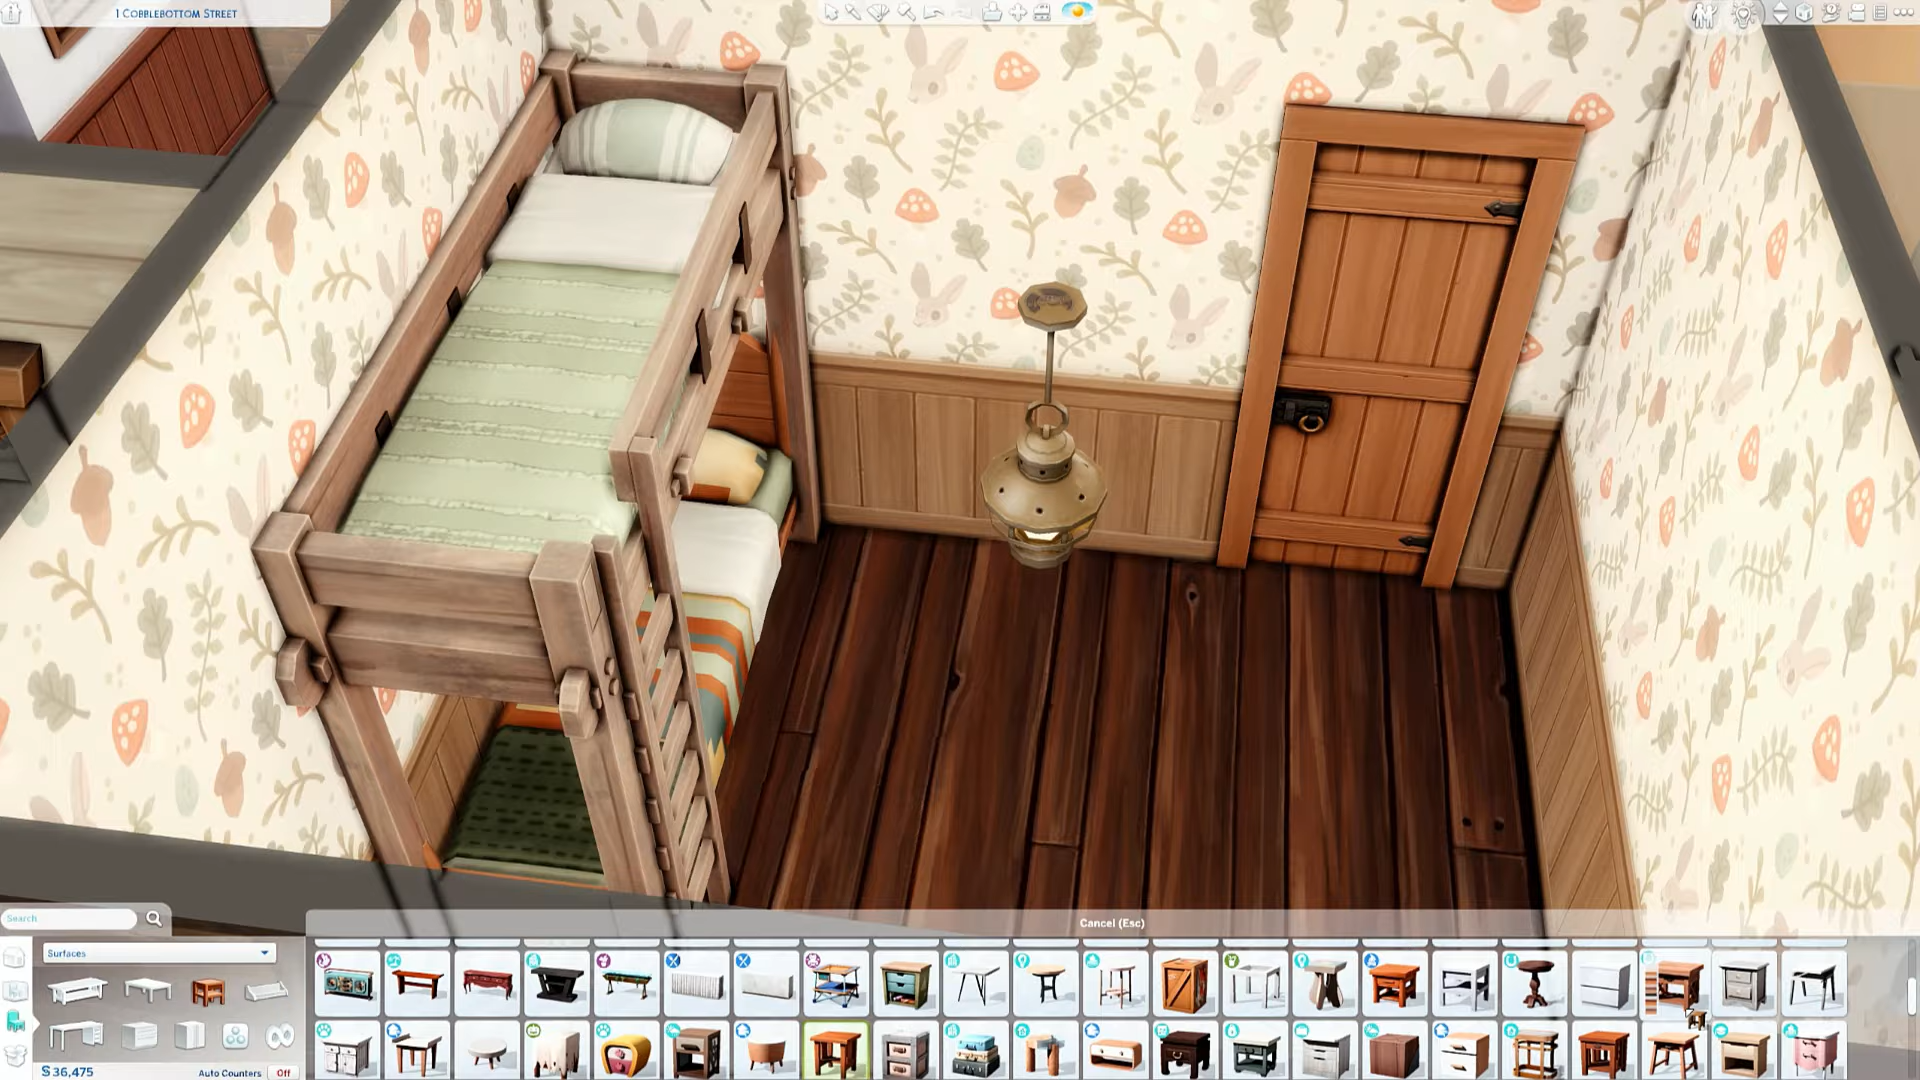 1 Cobblebottom Street
Cancel (Esc)
Search
Surfaces
§36,475
Auto Counters
Off